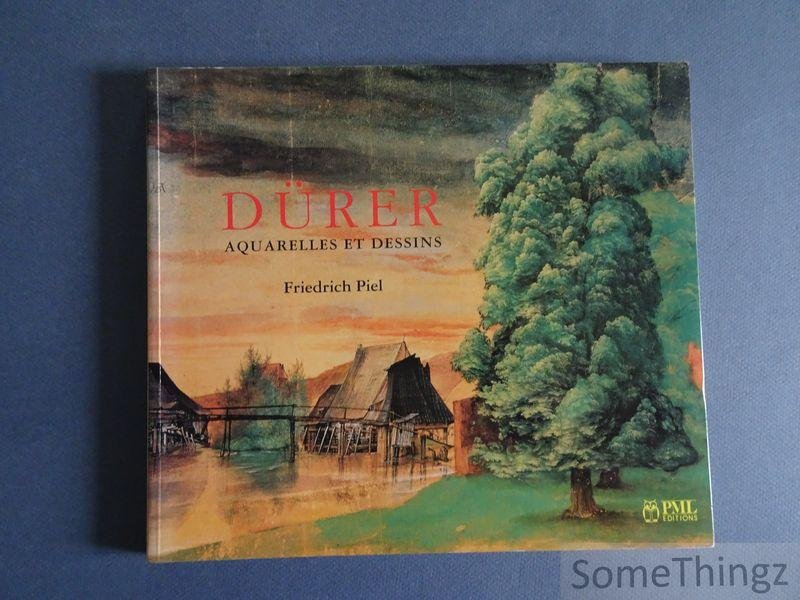 DÜRER
AQUARELLES ET DESSINS
Friedrich Piel
PML
EDITIONS
SomeThingz